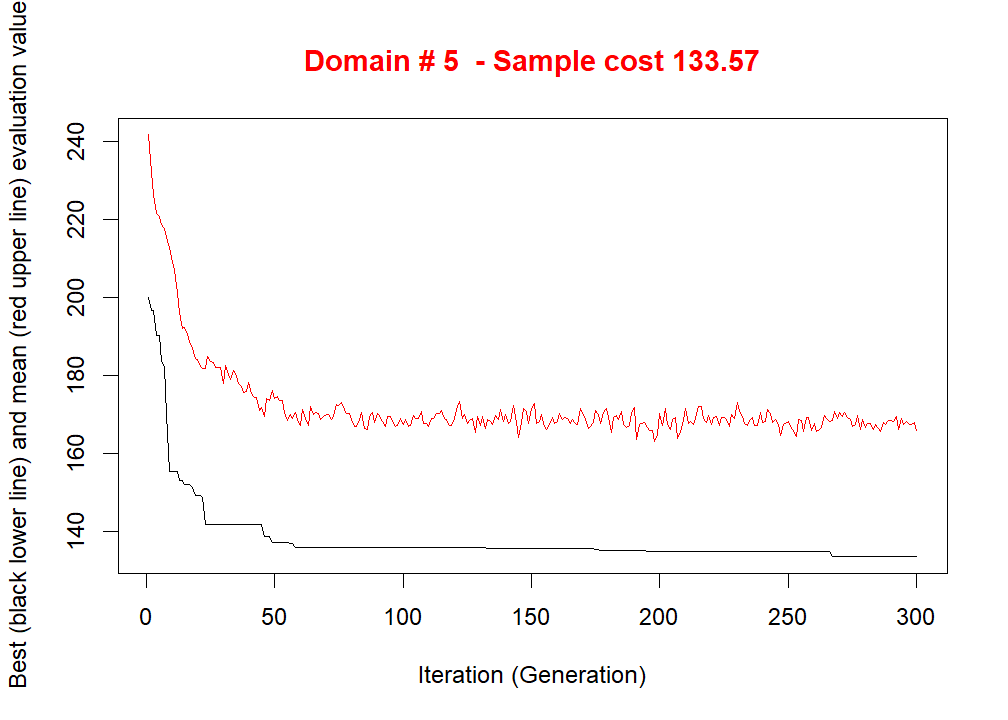 Domain # 5  - Sample cost 133.57
Best (black lower line) and mean (red upper line) evaluation value
240
220
200
180
160
140
0 50 100 150 200 250 300
Iteration (Generation)